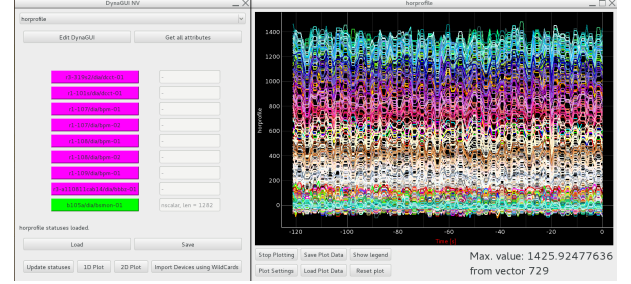 DynaGUI NV
horprofile
Edit DynaGUI
Get all attributes
-
-
-
-
-
-
-
b105a/da/bsmon-01
nscalar, len = 1282
horprofile statuses loaded.
Load
Save
Update statuses
1D Plot
2D Plot
Import Devices using WildCards
horprofile
1400
1200
1000
800
600
400
200
0
horprofile
-120
-100
-80
-60
-40
-20
0
Time [s]
Stop Plotting
Save Plot Data
Show legend
Plot Settings
Load Plot Data
Reset plot
Max. value: 1425.92477636
from vector 729